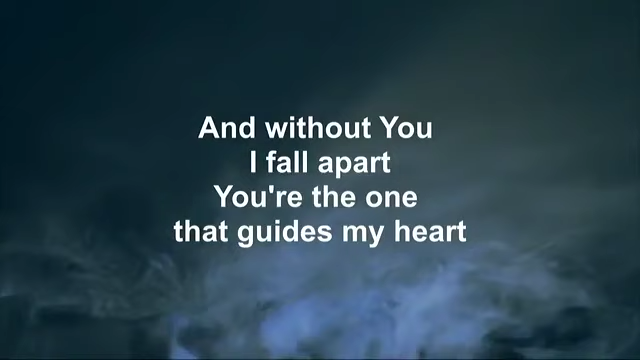 And without You
I fall apart
You're the one
that guides my heart